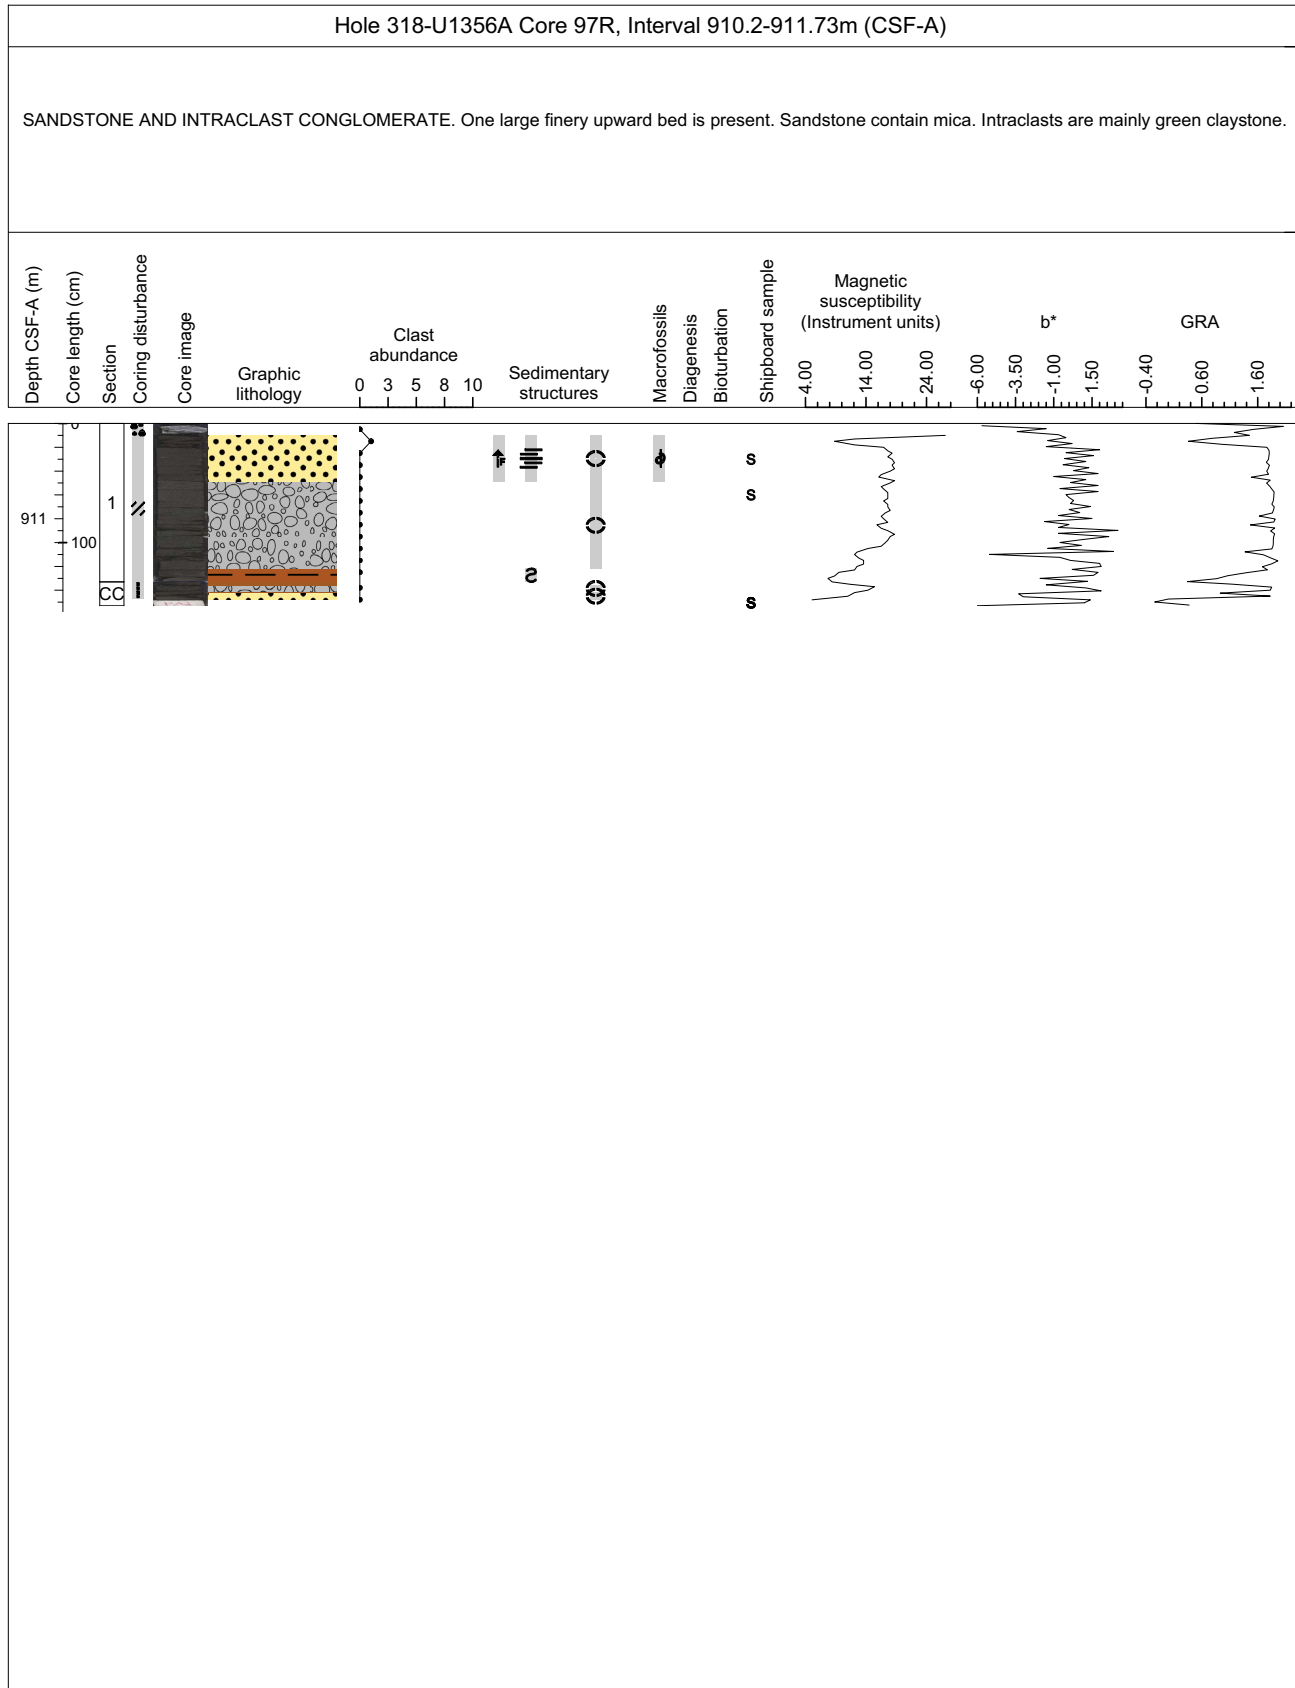 Hole 318-U1356A Core 97R, Interval 910.2-911.73m (CSF-A)
SANDSTONE AND INTRACLAST CONGLOMERATE. One large finery upward bed is present. Sandstone contain mica. Intraclasts are mainly green claystone.
Depth CSF-A (m)
Core length (cm)
Section
Coring disturbance
Core image
Graphic
lithology
Clast
abundance
0 3 5 8 10
Sedimentary
structures
Macrofossils
Diagenesis
Bioturbation
Shipboard sample
Magnetic
susceptibility
(Instrument units)
4.00 14.00 24.00
b*
-6.00 -3.50 -1.00 1.50
GRA
-0.40 0.60 1.60
0
F
S
S
1
911
100
CC
S